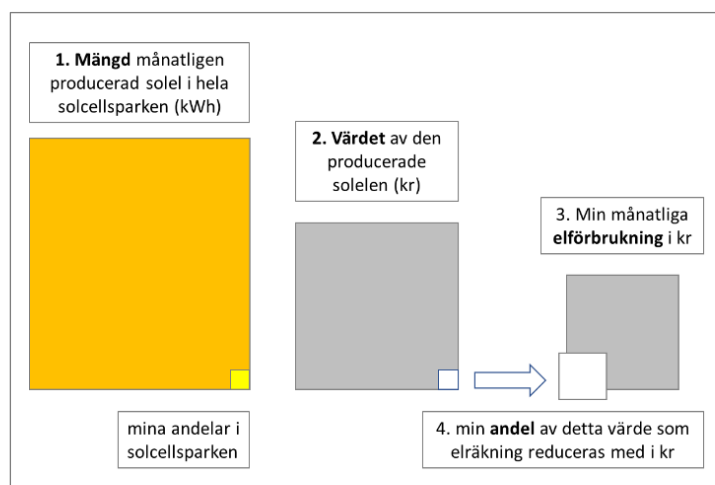 1. Mängd månatligen
producerad solel i hela
solcellsparken (kWh)
2. Värdet av den
producerade
solelen (kr)
3. Min månatliga
elförbrukning i kr
mina andelar i
solcellsparken
4. min andel av detta värde som
elräkning reduceras med i kr